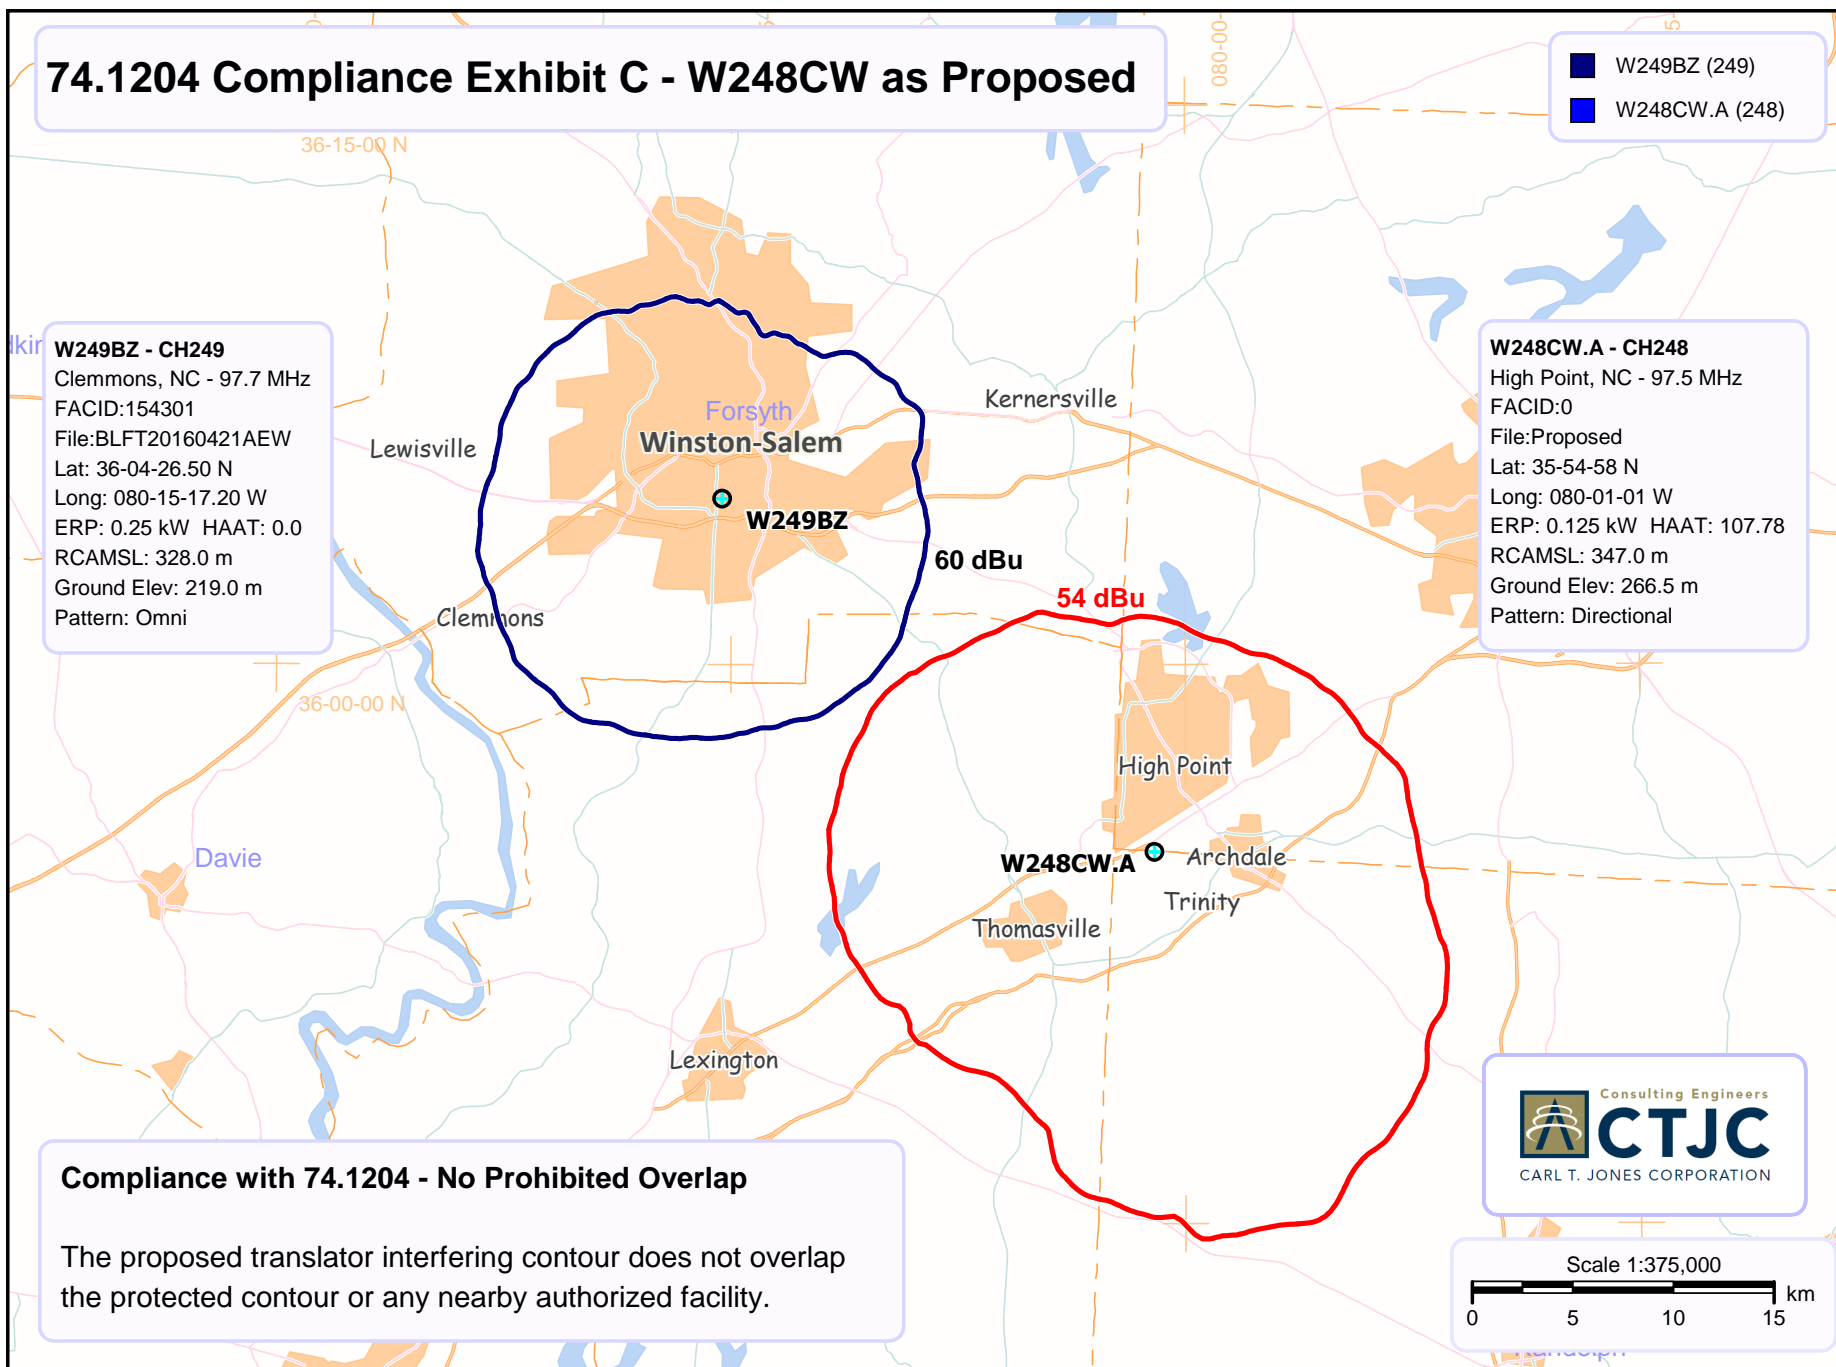 74.1204 Compliance Exhibit C - W248CW as Proposed
W249BZ (249)
W248CW.A (248)
080-00-
36-15-00 N
W249BZ - CH249
Clemmons, NC - 97.7 MHz
FACID:154301
File:BLFT20160421AEW
Lat: 36-04-26.50 N
Long: 080-15-17.20 W
ERP: 0.25 kW HAAT: 0.0
RCAMSL: 328.0 m
Ground Elev: 219.0 m
Pattern: Omni
W248CW.A - CH248
High Point, NC - 97.5 MHz
FACID:0
File:Proposed
Lat: 35-54-58 N
Long: 080-01-01 W
ERP: 0.125 kW HAAT: 107.78
RCAMSL: 347.0 m
Ground Elev: 266.5 m
Pattern: Directional
Kernersville
Forsyth
Lewisville
Winston-Salem
W249BZ
60 dBu
54 dBu
Clemmons
36-00-00 N
High Point
Davie
W248CW.A
Archdale
Trinity
Thomasville
Lexington
Consulting Engineers
CTJC
CARL T. JONES CORPORATION
Compliance with 74.1204 - No Prohibited Overlap
The proposed translator interfering contour does not overlap
the protected contour or any nearby authorized facility.
Scale 1:375,000
km
0 5 10 15